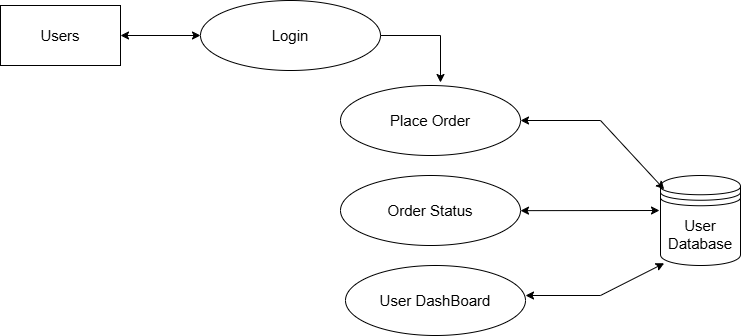 Users
Login
Place Order
Order Status
User
Database
User DashBoard